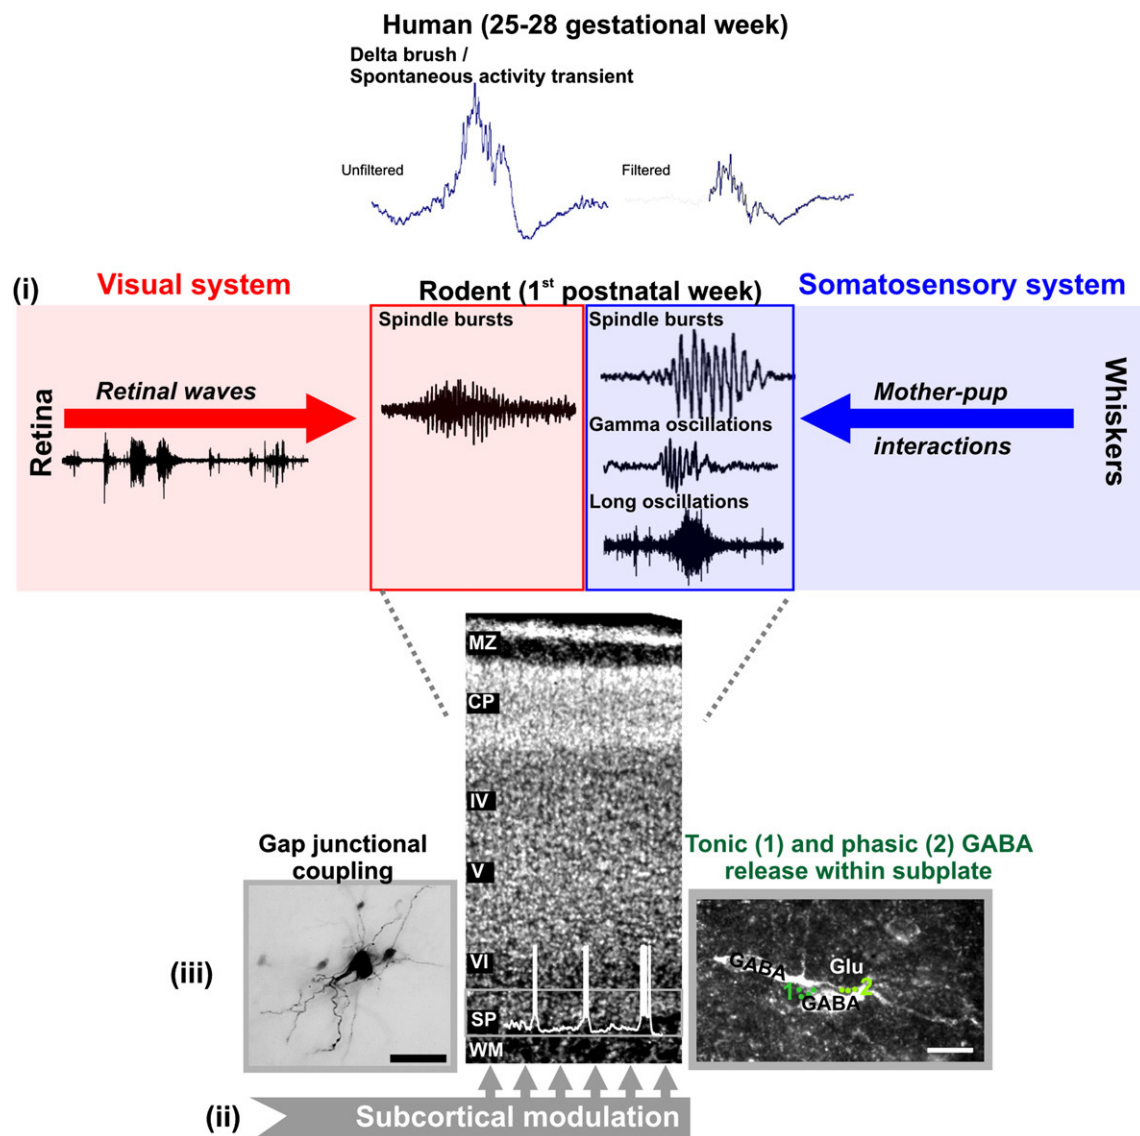 Human (25-28 gestational week)
Delta brush /
Spontaneous activity transient
Unfiltered
Filtered
(i)
Visual system
Rodent (1st postnatal week)
Somatosensory system
Retina
Retinal waves
Spindle bursts
Spindle bursts
Gamma oscillations
Long oscillations
Mother-pup
interactions
Whiskers
MZ
CP
IV
V
VI
SP
WM
(iii)
Gap junctional
coupling
Tonic (1) and phasic (2) GABA
release within subplate
GABA
Glu
1
2
GABA
(ii)
Subcortical modulation